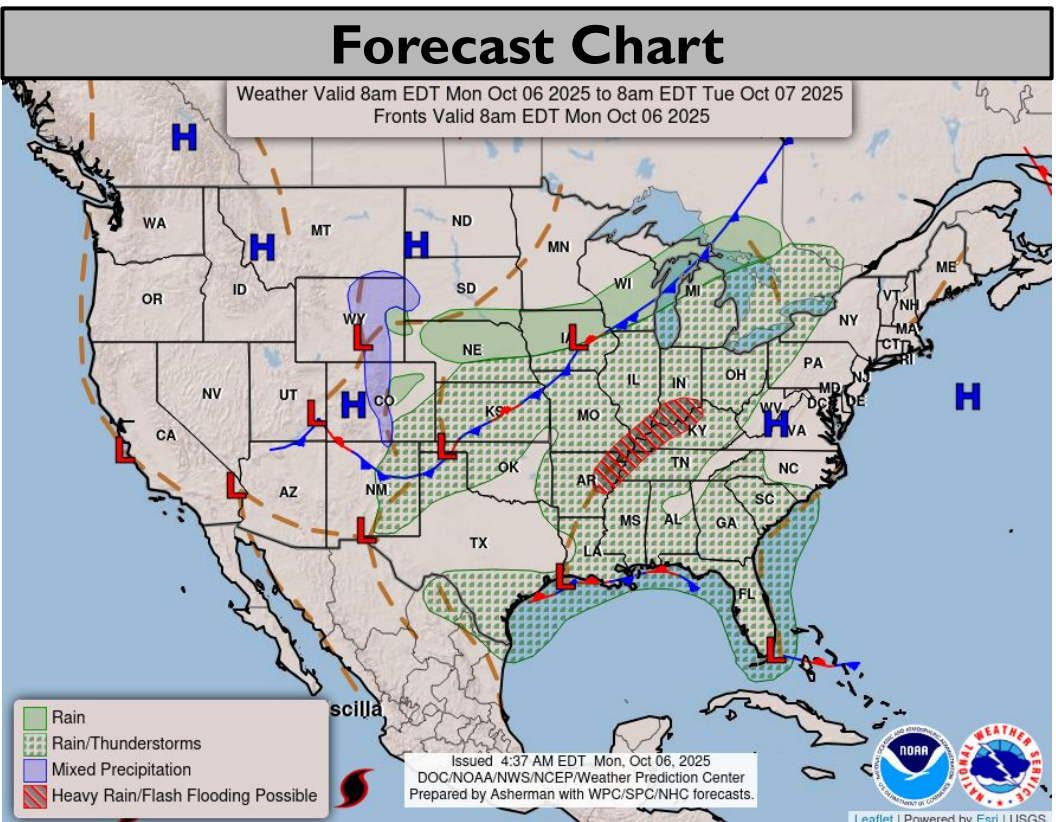 Forecast Chart
Weather Valid 8am EDT Mon Oct 06 2025 to 8am EDT Tue Oct 07 2025
Fronts Valid 8am EDT Mon Oct 06 2025
H
WA
MT
ND
H
H
MN
ME
OR
ID
SD
WI
MI
VT
NH
WY
NY
MA
L
L
NE
CT
RI
NV
UT
H
CO
IL
IN
OH
PA
NJ
MD
DE
DC
H
L
KS
MO
WV
H
VA
CA
KY
L
L
OK
AR
TN
NC
L
AZ
NM
SC
MS
AL
GA
L
TX
LA
L
FL
L
scilla
Rain
Rain/Thunderstorms
Mixed Precipitation
Heavy Rain/Flash Flooding Possible
Issued 4:37 AM EDT Mon, Oct 06, 2025
DOC/NOAA/NWS/NCEP/Weather Prediction Center
Prepared by Asherman with WPC/SPC/NHC forecasts.
NOAA
NATIONAL WEATHER SERVICE
Leaflet | Powered by Esri | USGS